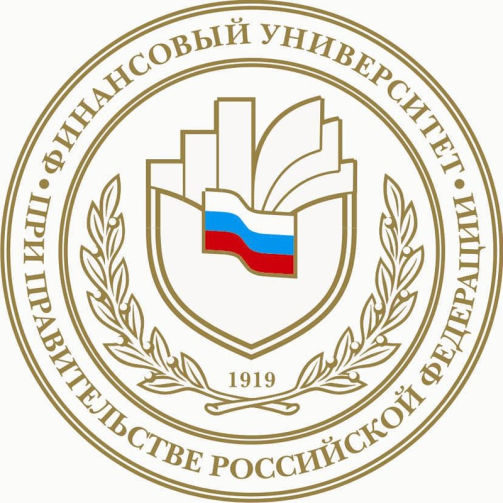 ФИНАНСОВЫЙ УНИВЕРСИТЕТ
• ПРИ ПРАВИТЕЛЬСТВЕ РОССИЙСКОЙ ФЕДЕРАЦИИ •
1919